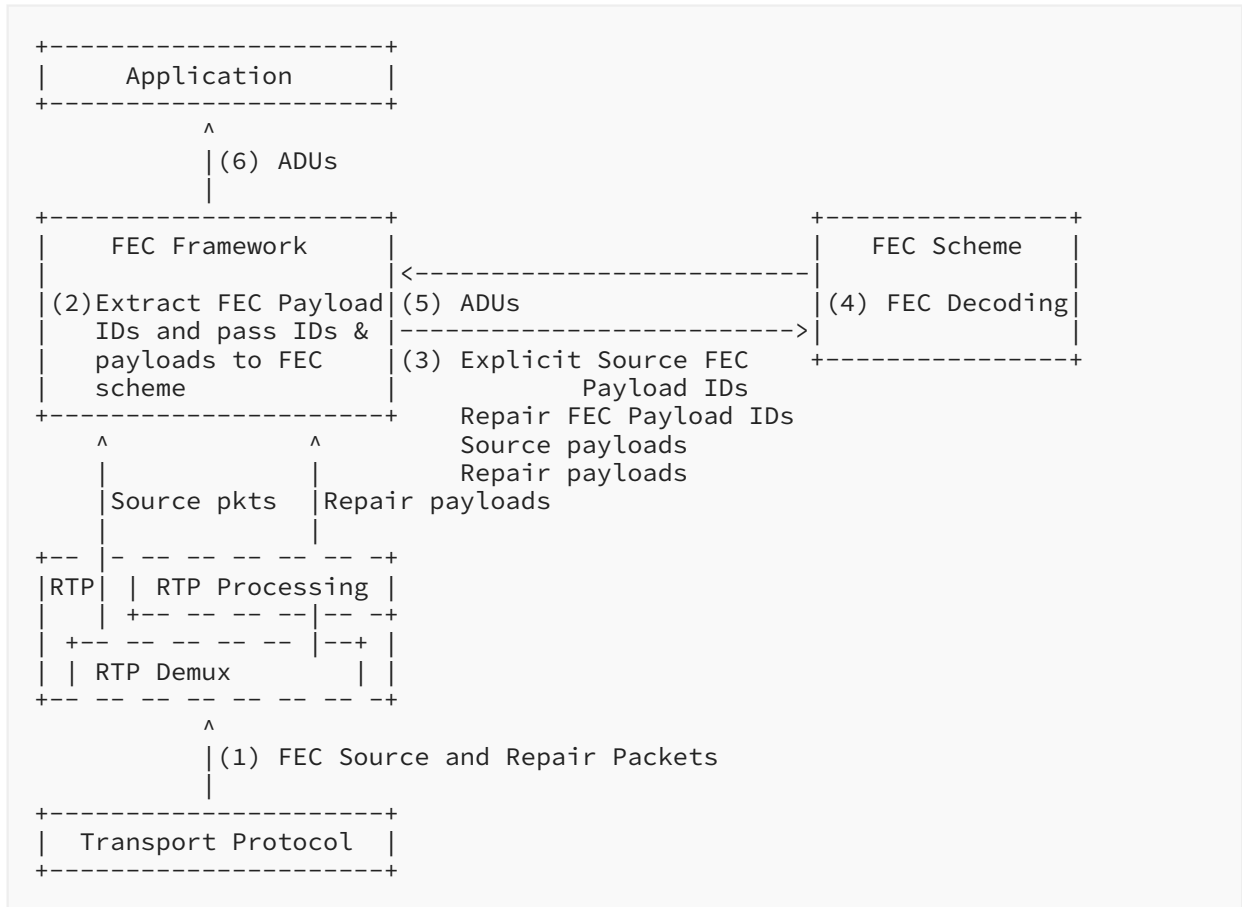 +----------------------+
|      Application      |
+----------------------+
^
|(6) ADUs
|
+----------------------+                           +----------------+
|     FEC Framework     |                           |   FEC Scheme   |
|                      |<--------------------------|                |
|(2)Extract FEC Payload|(5) ADUs                   |(4) FEC Decoding|
|   IDs and pass IDs & |-------------------------->|                |
|   payloads to FEC    |(3) Explicit Source FEC    +----------------+
|   scheme             |            Payload IDs
+----------------------+    Repair FEC Payload IDs
^             ^         Source payloads
|             |         Repair payloads
|Source pkts  |Repair payloads
|             |
+-- |- -- -- -- -- -- -+
|RTP| | RTP Processing |
|   | +-- -- -- --|-- -+
| +-- -- -- -- -- |--+ |
| | RTP Demux        | |
+-- -- -- -- -- -- -- -+
^
|(1) FEC Source and Repair Packets
|
+----------------------+
|  Transport Protocol  |
+----------------------+